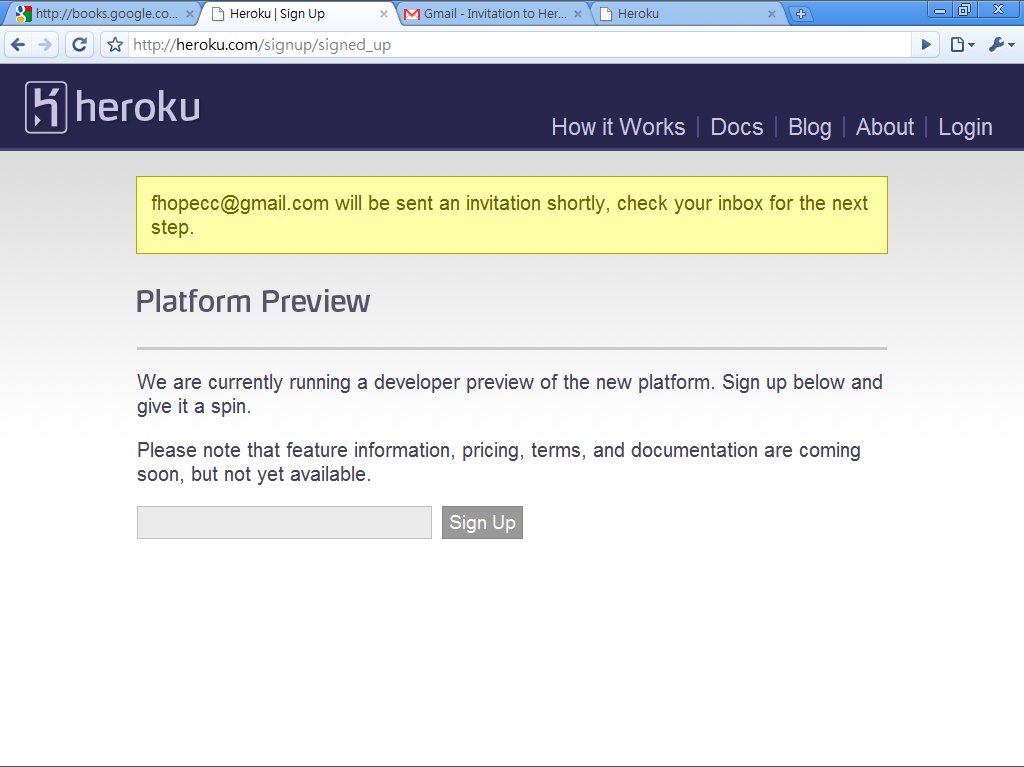 http://books.google.co...
Heroku | Sign Up
Gmail - Invitation to Her...
Heroku
http://heroku.com/signup/signed_up
heroku
How it Works | Docs | Blog | About | Login
fhopecc@gmail.com will be sent an invitation shortly, check your inbox for the next
step.
Platform Preview
We are currently running a developer preview of the new platform. Sign up below and
give it a spin.
Please note that feature information, pricing, terms, and documentation are coming
soon, but not yet available.
Sign Up